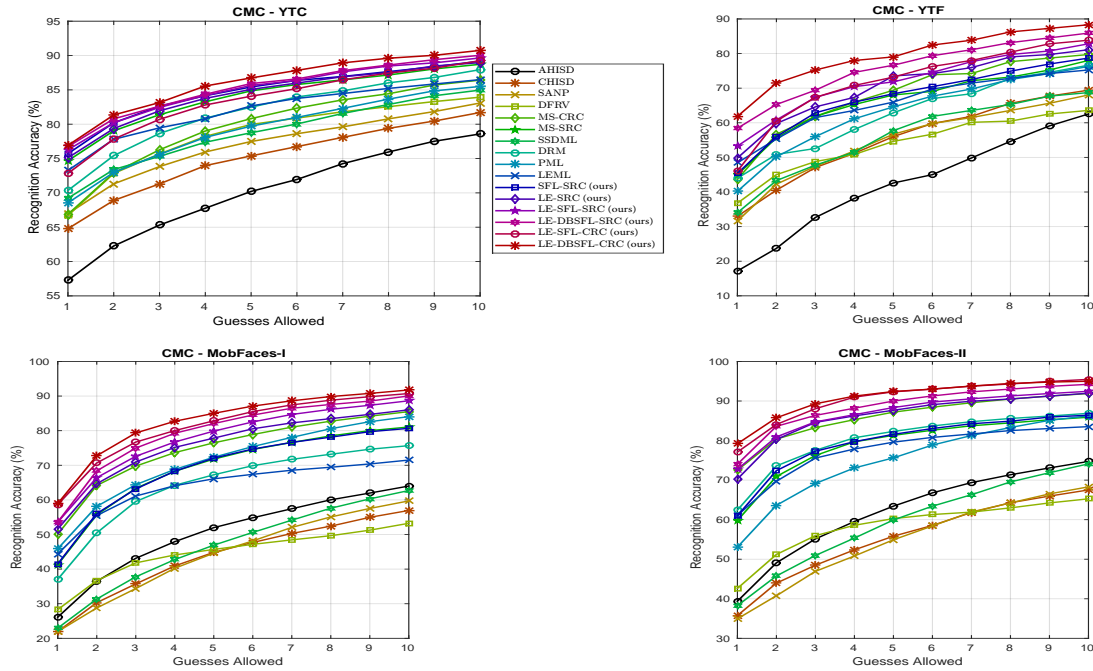 CMC - YTC
Recognition Accuracy (%)
95
90
85
80
75
70
65
60
55
1 2 3 4 5 6 7 8 9 10
Guesses Allowed
AHISD
CHISD
SANP
DFRV
MS-CRC
MS-SRC
SSDML
DRM
PML
LEML
SFL-SRC (ours)
LE-SRC (ours)
LE-SFL-SRC (ours)
LE-DBSFL-SRC (ours)
LE-SFL-CRC (ours)
LE-DBSFL-CRC (ours)
CMC - YTF
Recognition Accuracy (%)
90
80
70
60
50
40
30
20
10
1 2 3 4 5 6 7 8 9 10
Guesses Allowed
CMC - MobFaces-I
Recognition Accuracy (%)
100
90
80
70
60
50
40
30
20
1 2 3 4 5 6 7 8 9 10
Guesses Allowed
CMC - MobFaces-II
Recognition Accuracy (%)
100
90
80
70
60
50
40
30
1 2 3 4 5 6 7 8 9 10
Guesses Allowed